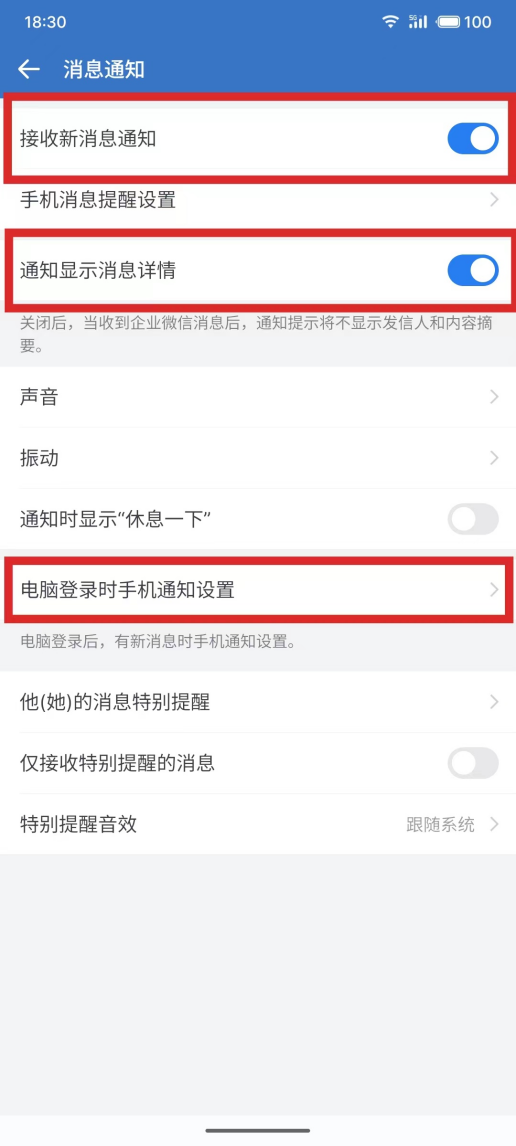 18:30
5G
100
消息通知
接收新消息通知
手机消息提醒设置
通知显示消息详情
关闭后，当收到企业微信消息后，通知提示将不显示发信人和内容摘
要。
声音
振动
通知时显示“休息一下”
电脑登录时手机通知设置
电脑登录后，有新消息时手机通知设置。
他(她)的消息特别提醒
仅接收特别提醒的消息
特别提醒音效
跟随系统